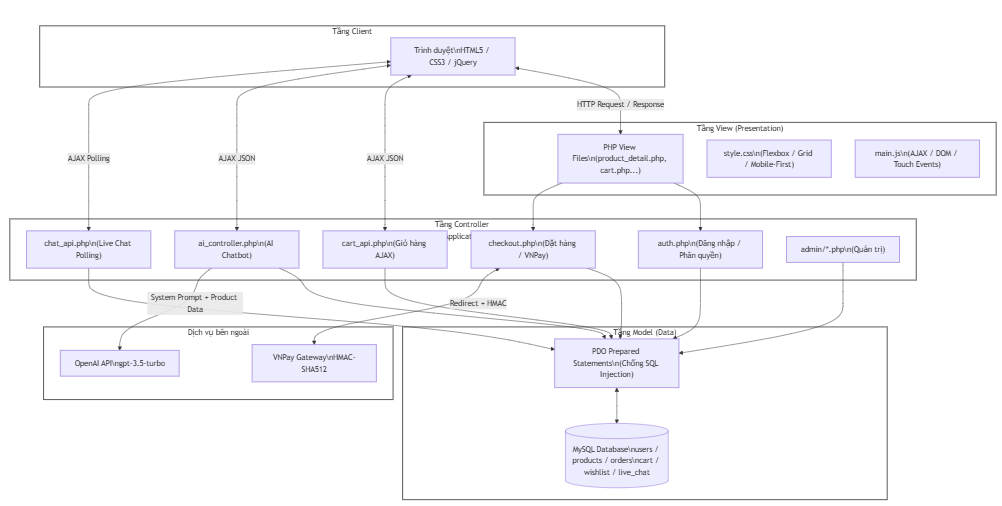 Tầng Client
Trình duyệt\nHTML5 /
CSS3 / jQuery
HTTP Request / Response
AJAX Polling
AJAX JSON
AJAX JSON
Tầng View (Presentation)
PHP View
Files\n(product_detail.php,
cart.php...)
style.css\n(Flexbox / Grid
/ Mobile-First)
main.js\n(AJAX / DOM /
Touch Events)
Tầng Controller
chat_api.php\n(Live Chat
Polling)
ai_controller.php\n(AI
Chatbot)
cart_api.php\n(Giỏ hàng
AJAX)
checkout.php\n(Đặt hàng
/ VNPay)
auth.php\n(Đăng nhập /
Phân quyền)
admin/*.php\n(Quản trị)
System Prompt + Product
Data
Redirect + HMAC
Dịch vụ bên ngoài
OpenAI API\ngpt-3.5-turbo
VNPay Gateway\nHMAC-
SHA512
Tầng Model (Data)
PDO Prepared
Statements\n(Chống SQL
Injection)
MySQL Database\nusers /
products / orders\ncart /
wishlist / live_chat